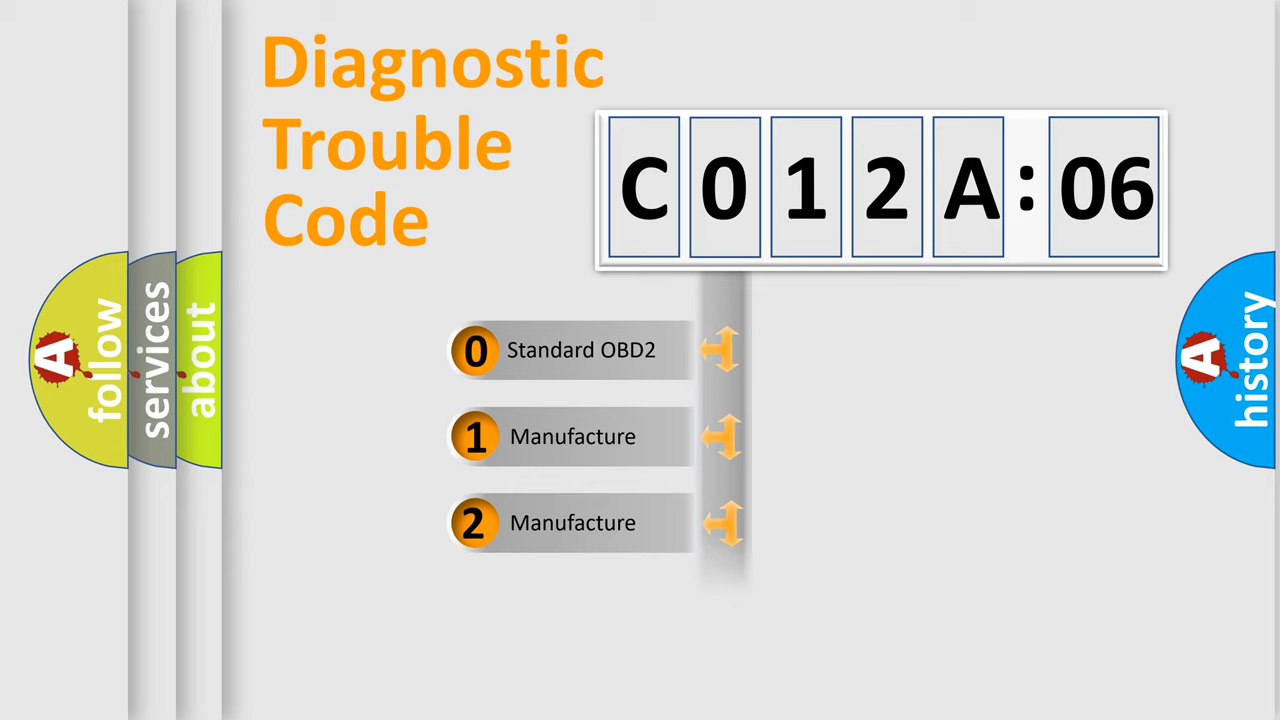 Diagnostic
Trouble
Code
C 0 1 2 A : 06
0 Standard OBD2
1 Manufacture
2 Manufacture
A follow
services
about
A history